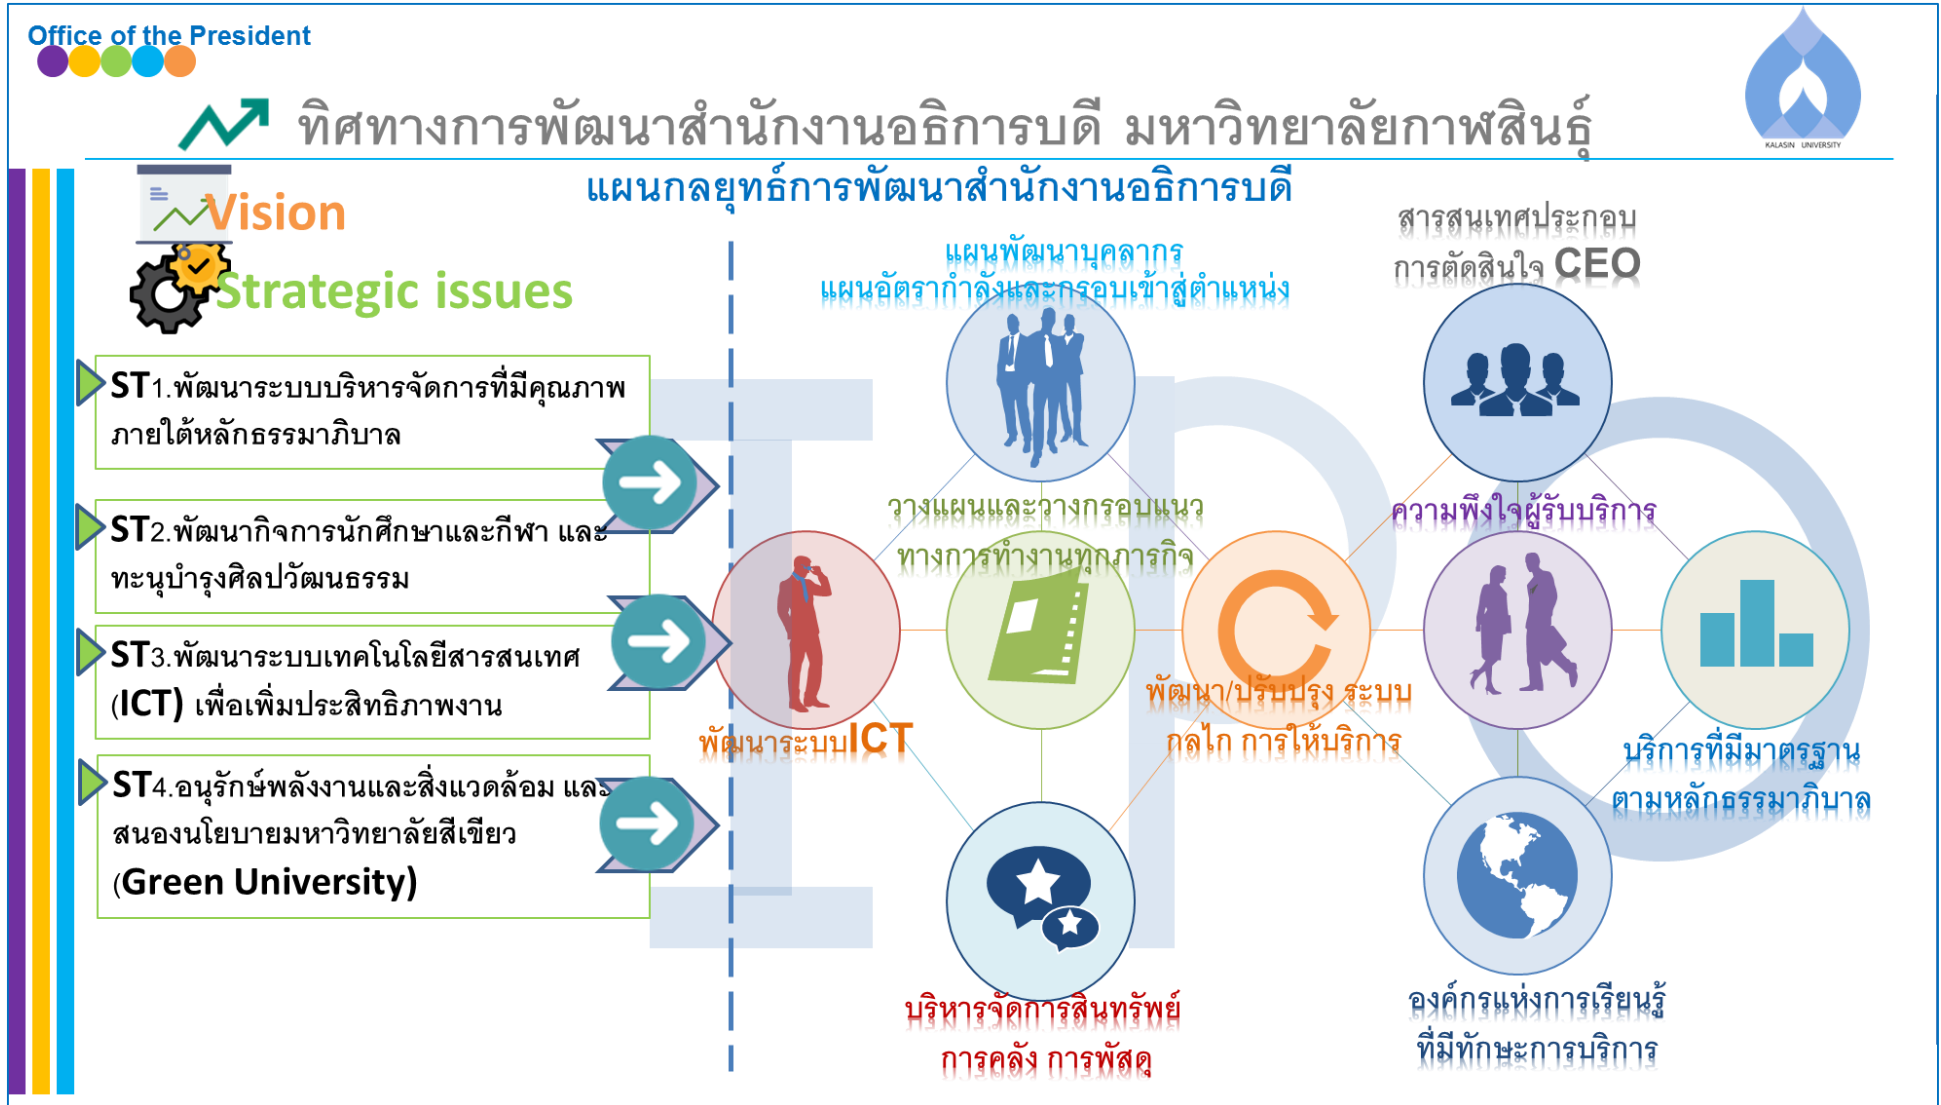 Office of the President
ทิศทางการพัฒนาสำนักงานอธิการบดี มหาวิทยาลัยกาฬสินธุ์
KALASIN UNIVERSITY
แผนกลยุทธ์การพัฒนาสำนักงานอธิการบดี
Vision
Strategic issues
ST1.พัฒนาระบบบริหารจัดการที่มีคุณภาพ
ภายใต้หลักธรรมาภิบาล
ST2.พัฒนากิจการนักศึกษาและกีฬา และ
ทะนุบำรุงศิลปวัฒนธรรม
ST3.พัฒนาระบบเทคโนโลยีสารสนเทศ
(ICT) เพื่อเพิ่มประสิทธิภาพงาน
ST4.อนุรักษ์พลังงานและสิ่งแวดล้อม และ
สนองนโยบายมหาวิทยาลัยสีเขียว
(Green University)
IPO
แผนพัฒนาบุคลากร
แผนอัตรากำลังและกรอบเข้าสู่ตำแหน่ง
สารสนเทศประกอบ
การตัดสินใจ CEO
วางแผนและวางกรอบแนว
ทางการทำงานทุกภารกิจ
ความพึงใจผู้รับบริการ
พัฒนาระบบICT
พัฒนา/ปรับปรุง ระบบ
กลไก การให้บริการ
บริการที่มีมาตรฐาน
ตามหลักธรรมาภิบาล
บริหารจัดการสินทรัพย์
การคลัง การพัสดุ
องค์กรแห่งการเรียนรู้
ที่มีทักษะการบริการ